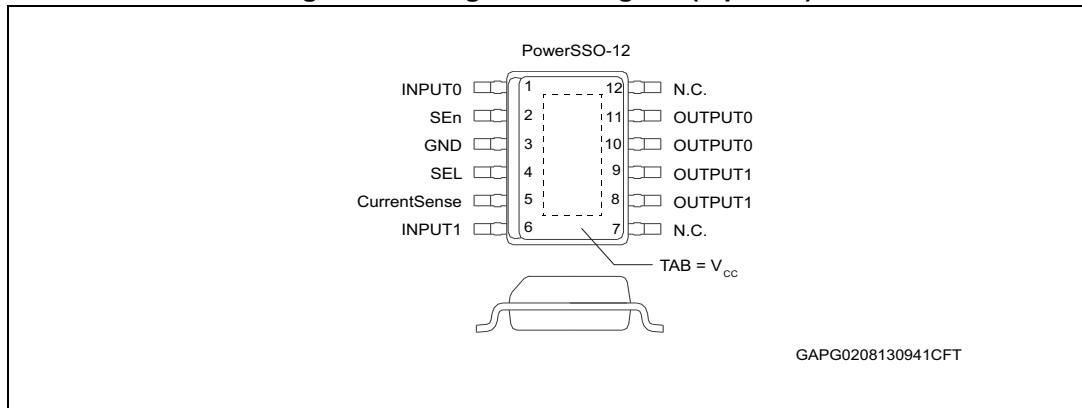 PowerSSO-12
INPUT0 1 12 N.C.
SEn 2 11 OUTPUT0
GND 3 10 OUTPUT0
SEL 4 9 OUTPUT1
CurrentSense 5 8 OUTPUT1
INPUT1 6 7 N.C.
TAB = Vcc
GAPG0208130941CFT